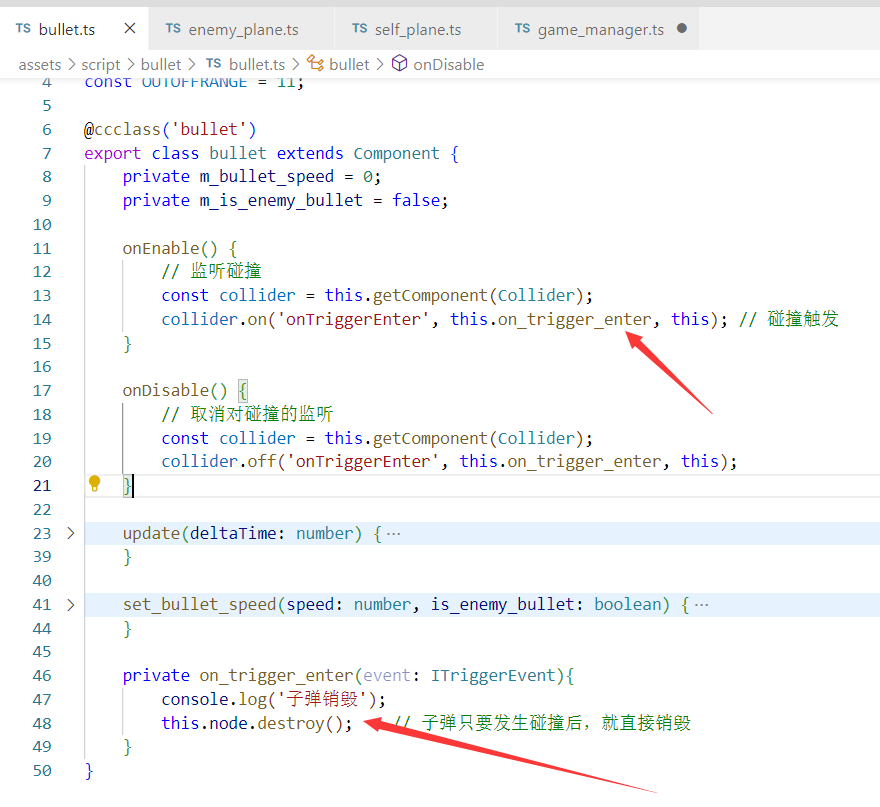 TS bullet.ts × TS enemy_plane.ts TS self_plane.ts TS game_manager.ts ●
assets > script > bullet > TS bullet.ts > bullet > onDisable
4 const OUTOFFRANGE = 11;
5
6 @ccclass('bullet')
7 export class bullet extends Component {
8 private m_bullet_speed = 0;
9 private m_is_enemy_bullet = false;
10
11 onEnable() {
12 // 监听碰撞
13 const collider = this.getComponent(Collider);
14 collider.on('onTriggerEnter', this.on_trigger_enter, this); // 碰撞触发
15 }
16
17 onDisable() {
18 // 取消对碰撞的监听
19 const collider = this.getComponent(Collider);
20 collider.off('onTriggerEnter', this.on_trigger_enter, this);
21 }
22
23 > update(deltaTime: number) { ···
39 }
40
41 > set_bullet_speed(speed: number, is_enemy_bullet: boolean) { ···
44 }
45
46 private on_trigger_enter(event: ITriggerEvent){
47 console.log('子弹销毁');
48 this.node.destroy(); // 子弹只要发生碰撞后，就直接销毁
49 }
50 }